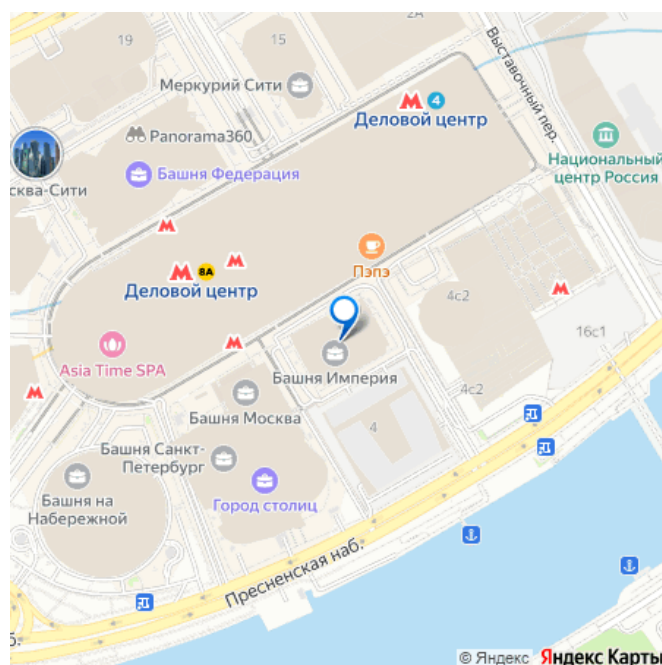 2А
19
15
Выставочный пер.
Меркурий Сити
4
Деловой центр
Panorama360
Национальный
центр Россия
сква-Сити
Башня Федерация
8А
Деловой центр
Пэпэ
4с2
16с1
Asia Time SPA
Башня Империя
4с2
Башня Москва
4
Башня Санкт-
Петербург
Город столиц
Башня на
Набережной
Пресненская наб.
б.
© Яндекс Яндекс Карты